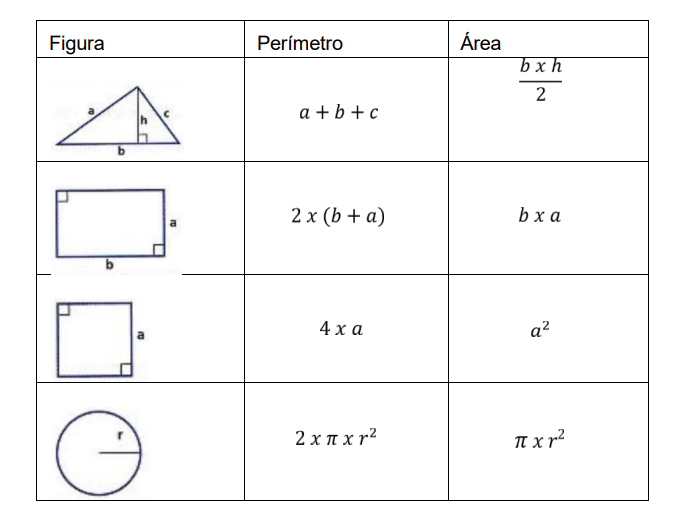 Figura Perímetro Área
a h c
b
a + b + c
b x h
2
a
b
2 x (b + a)
b x a
a
4 x a
a²
r
2 x π x r²
π x r²